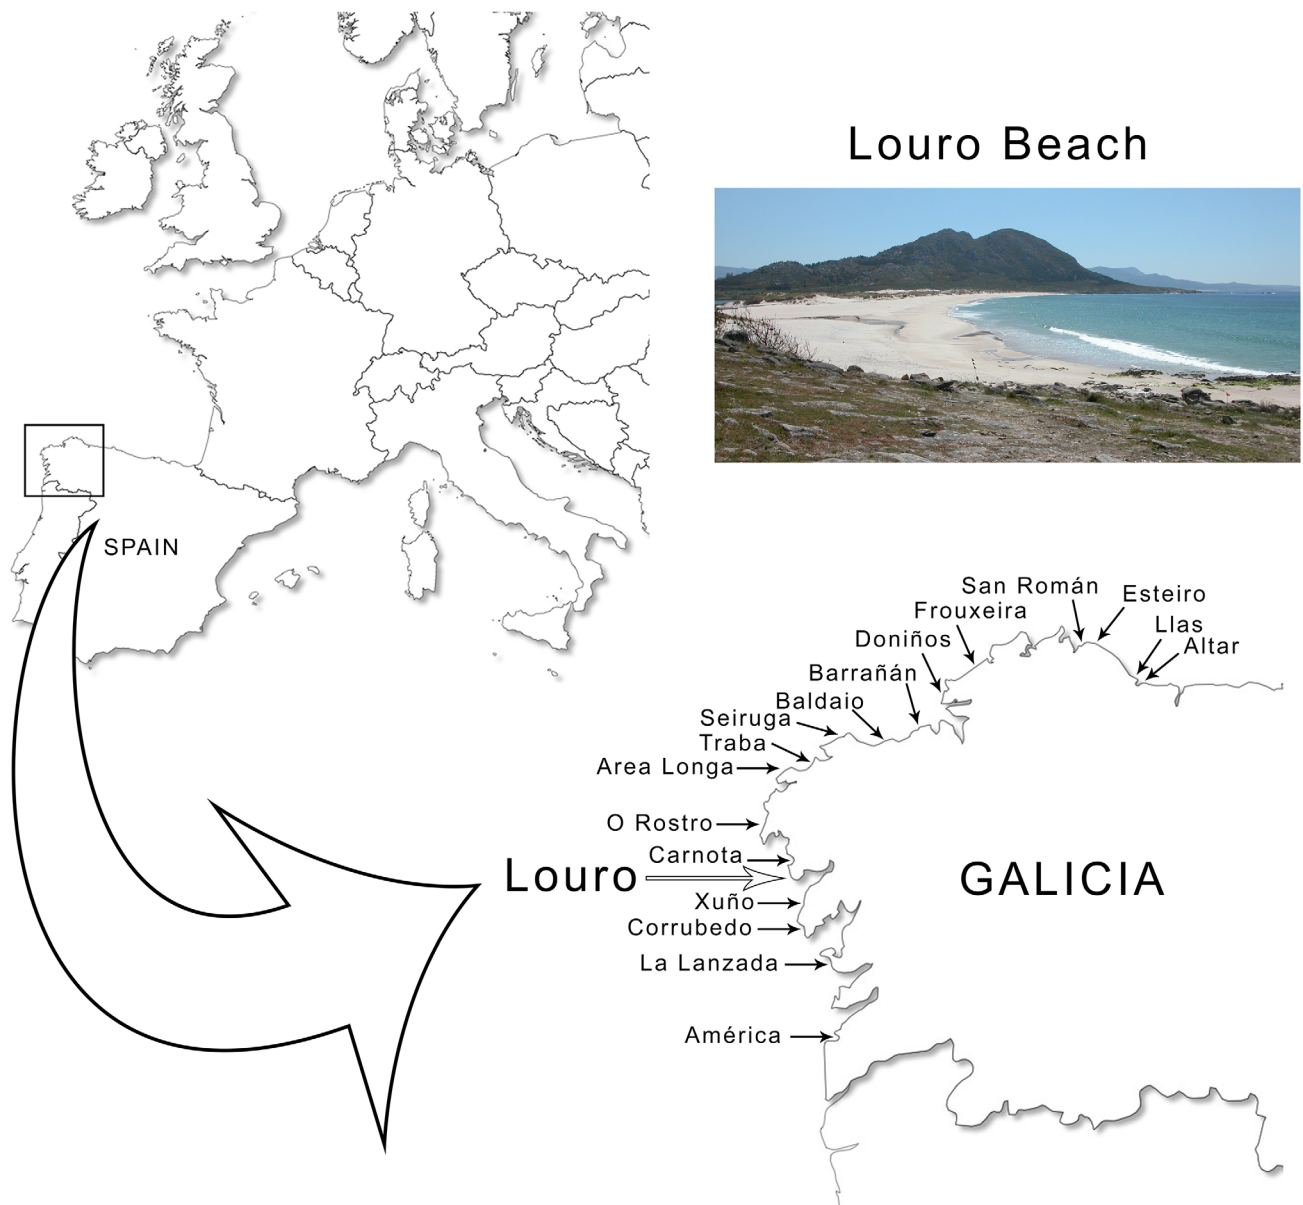 Louro Beach
SPAIN
San Román
Esteiro
Frouxeira
Llas
Doniños
Altar
Barrañán
Baldaio
Seiruga
Traba
Area Longa
O Rostro
Carnota
Louro
GALICIA
Xuño
Corrubedo
La Lanzada
América